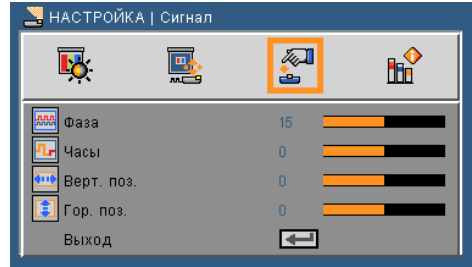 НАСТРОЙКА | Сигнал
Фаза 15
Часы 0
Верт. поз. 0
Гор. поз. 0
Выход